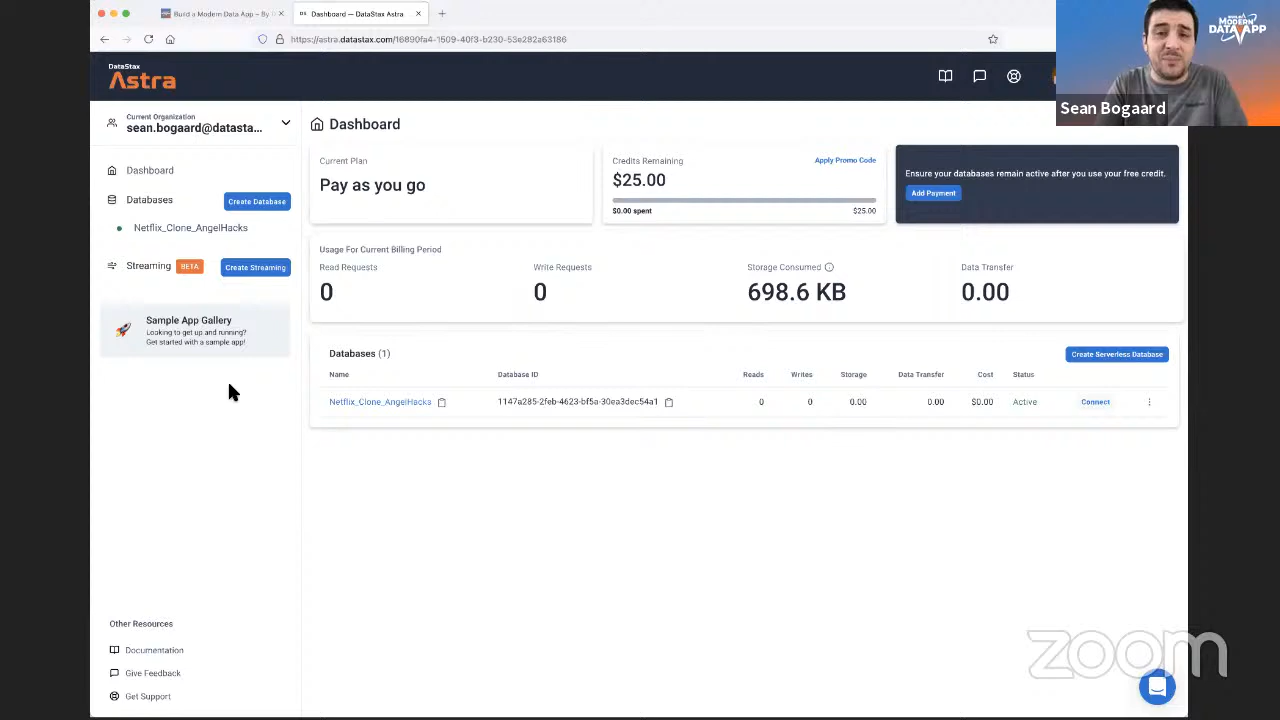 Build a Modern Data App – By
Dashboard — DataStax Astra
https://astra.datastax.com/16890fa4-1509-40f3-b230-53e282a63186
MODERN
DATA APP
Sean Bogaard
DataStax
Astra
Current Organization
sean.bogaard@datasta...
Dashboard
Databases
Create Database
Netflix_Clone_AngelHacks
Streaming BETA
Create Streaming
Sample App Gallery
Looking to get up and running?
Get started with a sample app!
Other Resources
Documentation
Give Feedback
Get Support
Dashboard
Current Plan
Pay as you go
Credits Remaining
Apply Promo Code
$25.00
$0.00 spent
$25.00
Ensure your databases remain active after you use your free credit.
Add Payment
Usage For Current Billing Period
Read Requests
0
Write Requests
0
Storage Consumed
698.6 KB
Data Transfer
0.00
Databases (1)
Create Serverless Database
Name Database ID Reads Writes Storage Data Transfer Cost Status
Netflix_Clone_AngelHacks 1147a285-2feb-4623-bf5a-30ea3dec54a1 0 0 0.00 0.00 $0.00 Active Connect
zoom